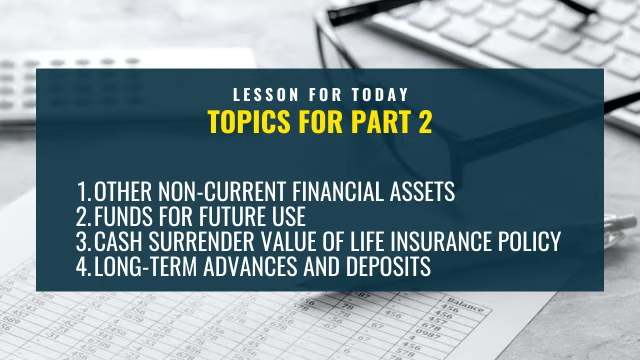 LESSON FOR TODAY
TOPICS FOR PART 2
1. OTHER NON-CURRENT FINANCIAL ASSETS
2. FUNDS FOR FUTURE USE
3. CASH SURRENDER VALUE OF LIFE INSURANCE POLICY
4. LONG-TERM ADVANCES AND DEPOSITS
Balance